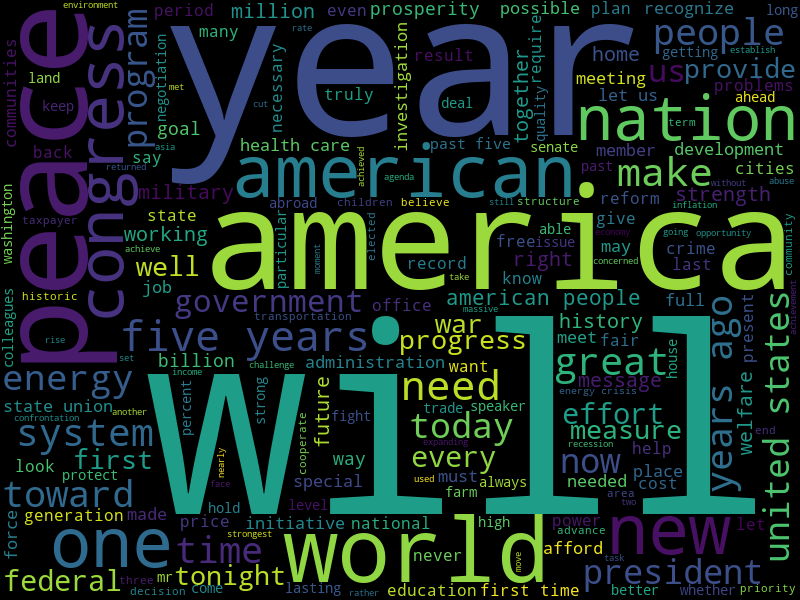 environment
period
million
even
prosperity
possible
plan
recognize
long
peace
congress
program
many
year
rate
quality
require
people
establish
communities
land
negotiation
truly
necessary
result
investigation
deal
together
home
us
provide
getting
meeting
problems
keep
goal
met
cut
let us
ahead
nation
term
back
say
health care
past five
senate
member
development
asia
returned
american
achieved
agenda
make
past
cities
without
abuse
military
abroad
children
believe
still
structure
reform
strength
inflation
washington
taxpayer
state
particular
elected
america
able
give
going
opportunity
community
working
record
free
issue
may
crime
economy
achieve
moment
take
know
right
last
concerned
well
job
historic
government
office
american people
full
colleagues
transportation
massive
history
years ago
present
achievement
rise
set
five years
war
progress
meet
fair
house
united states
billion
challenge
administration
want
great
energy
income
need
message
welfare
state union
another
percent
strong
future
fight
trade
speaker
energy crisis
confrontation
will
today
effort
system
cooperate
recession
measure
end
first
nearly
way
expanding
every
now
help
look
protect
face
special
must
always
needed
place
toward
hold
level
used
farm
area
cost
force
generation
made
price
initiative
national
high
power
two
let
one
time
strongest
world
never
move
advance
afford
new
federal
three
mr
tonight
task
president
decision
come
lasting
rather
education
first time
better
whether
priority